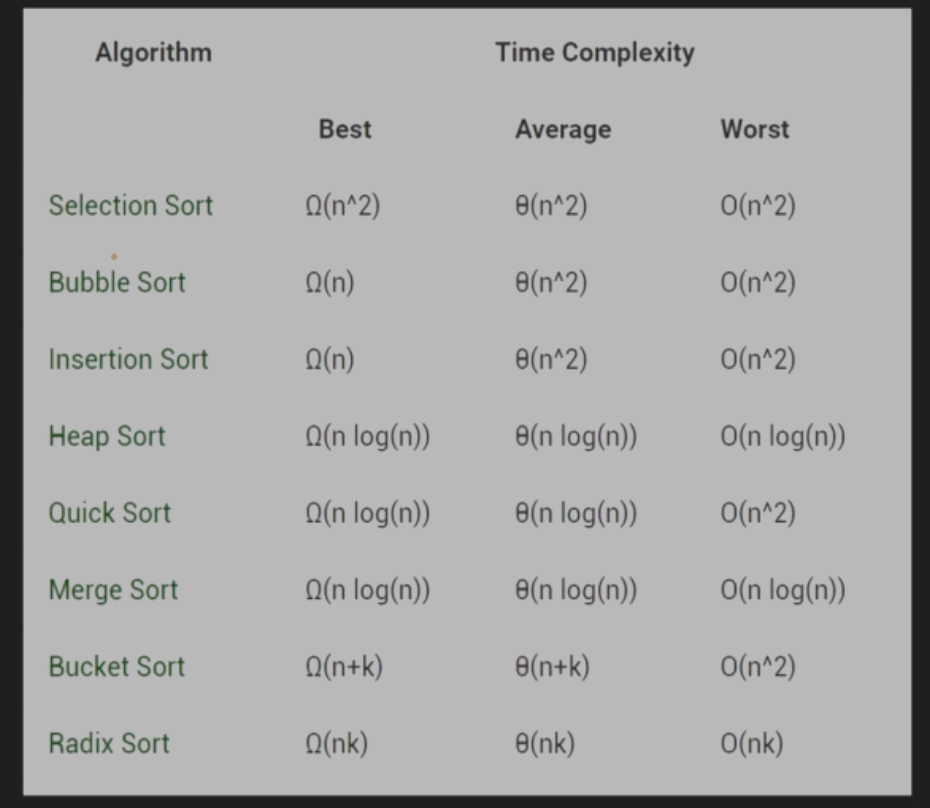 Algorithm Time Complexity
Best Average Worst
Selection Sort Ω(n^2) θ(n^2) O(n^2)
Bubble Sort Ω(n) θ(n^2) O(n^2)
Insertion Sort Ω(n) θ(n^2) O(n^2)
Heap Sort Ω(n log(n)) θ(n log(n)) O(n log(n))
Quick Sort Ω(n log(n)) θ(n log(n)) O(n^2)
Merge Sort Ω(n log(n)) θ(n log(n)) O(n log(n))
Bucket Sort Ω(n+k) θ(n+k) O(n^2)
Radix Sort Ω(nk) θ(nk) O(nk)